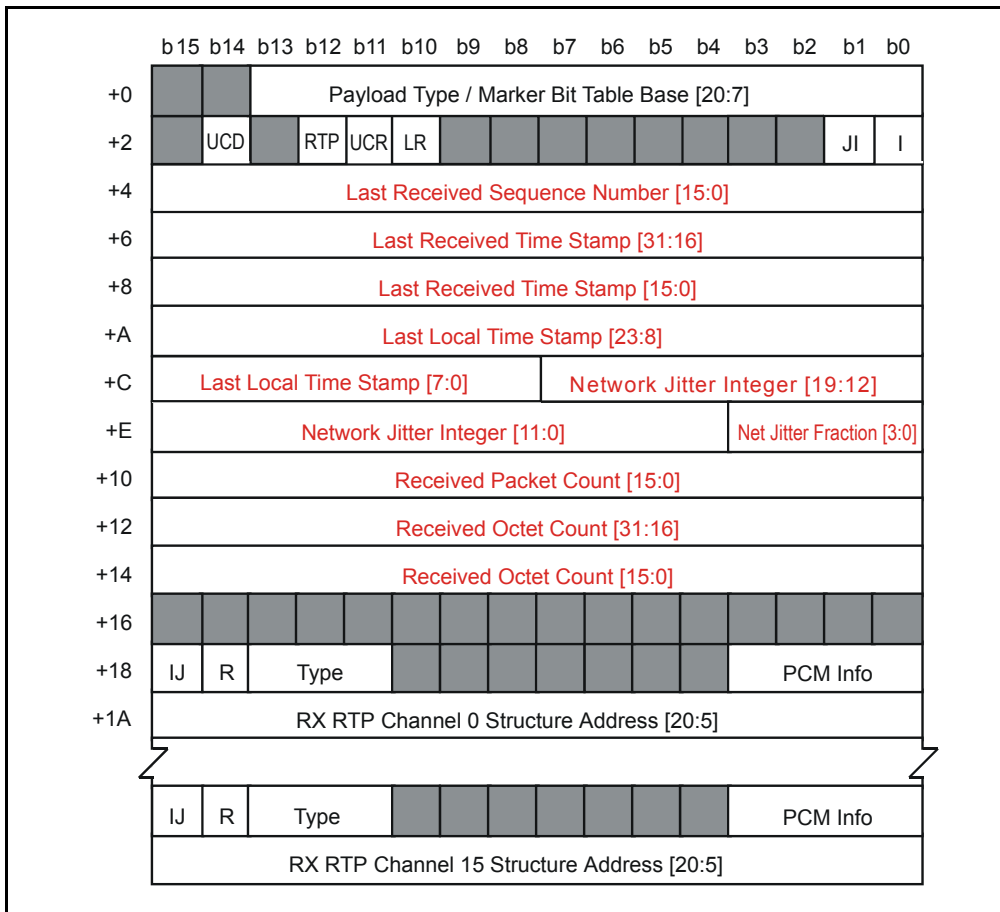 b15 b14 b13 b12 b11 b10 b9 b8 b7 b6 b5 b4 b3 b2 b1 b0
+0 Payload Type / Marker Bit Table Base [20:7]
+2 UCD RTP UCR LR JI I
+4 Last Received Sequence Number [15:0]
+6 Last Received Time Stamp [31:16]
+8 Last Received Time Stamp [15:0]
+A Last Local Time Stamp [23:8]
+C Last Local Time Stamp [7:0] Network Jitter Integer [19:12]
+E Network Jitter Integer [11:0] Net Jitter Fraction [3:0]
+10 Received Packet Count [15:0]
+12 Received Octet Count [31:16]
+14 Received Octet Count [15:0]
+16
+18 IJ R Type PCM Info
+1A RX RTP Channel 0 Structure Address [20:5]
IJ R Type PCM Info
RX RTP Channel 15 Structure Address [20:5]